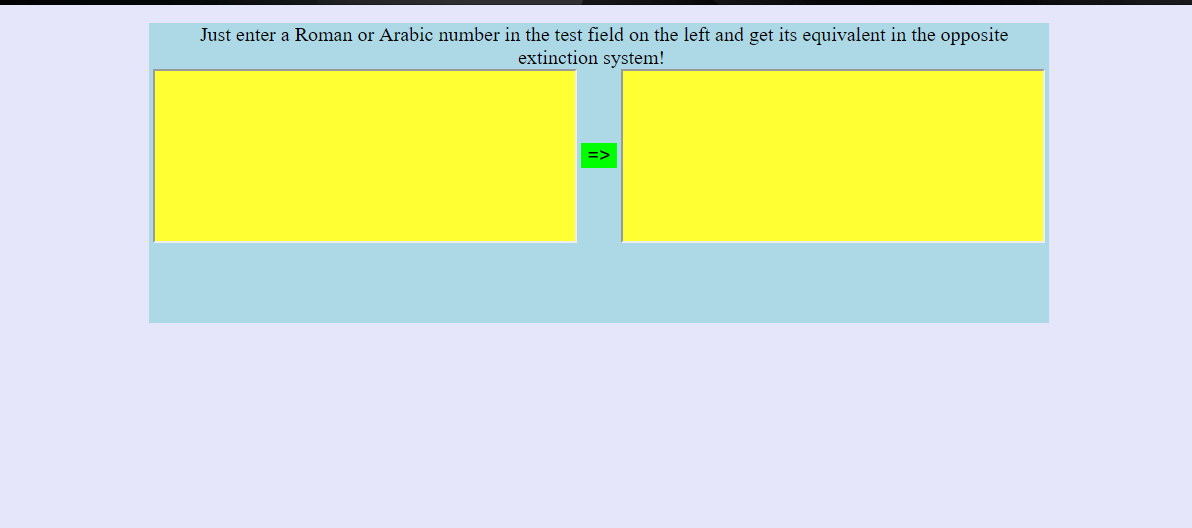 Just enter a Roman or Arabic number in the test field on the left and get its equivalent in the opposite
extinction system!
=>